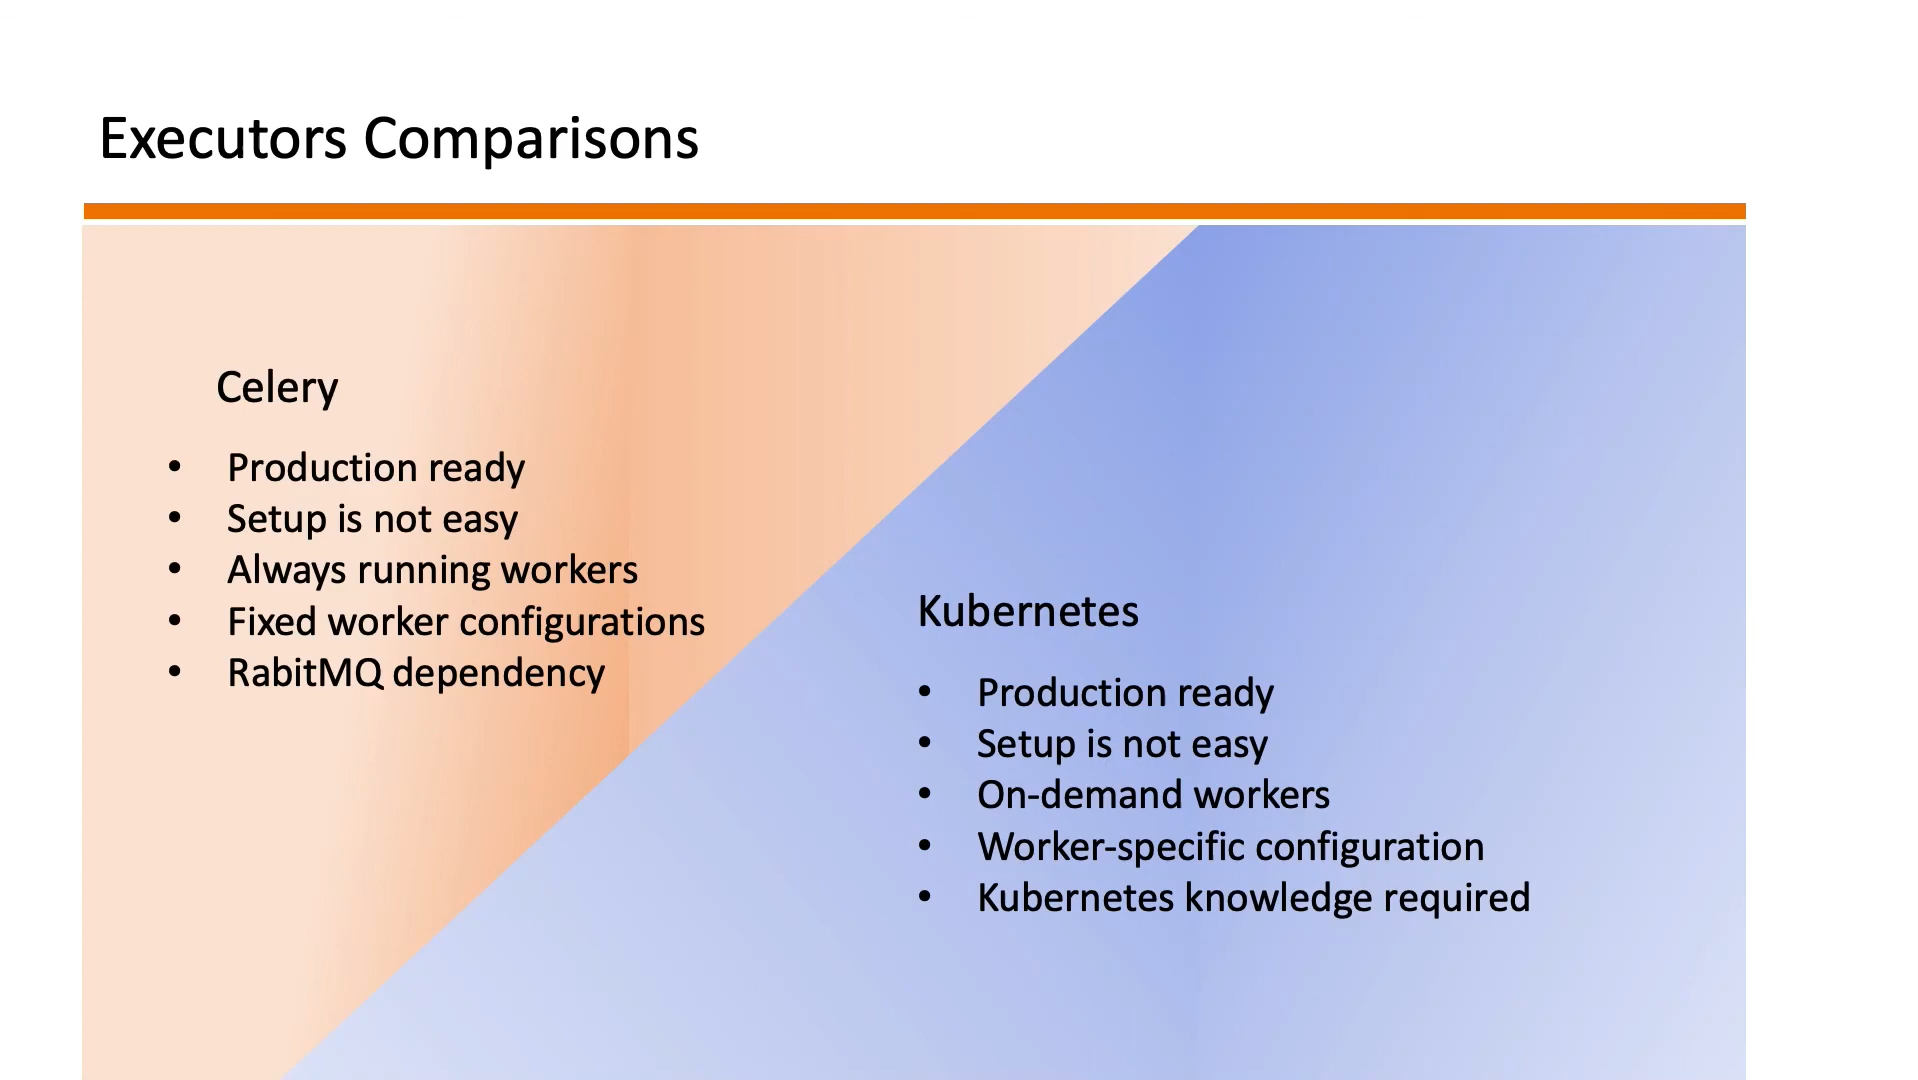 Executors Comparisons
Celery
• Production ready
• Setup is not easy
• Always running workers
• Fixed worker configurations
• RabitMQ dependency
Kubernetes
• Production ready
• Setup is not easy
• On-demand workers
• Worker-specific configuration
• Kubernetes knowledge required